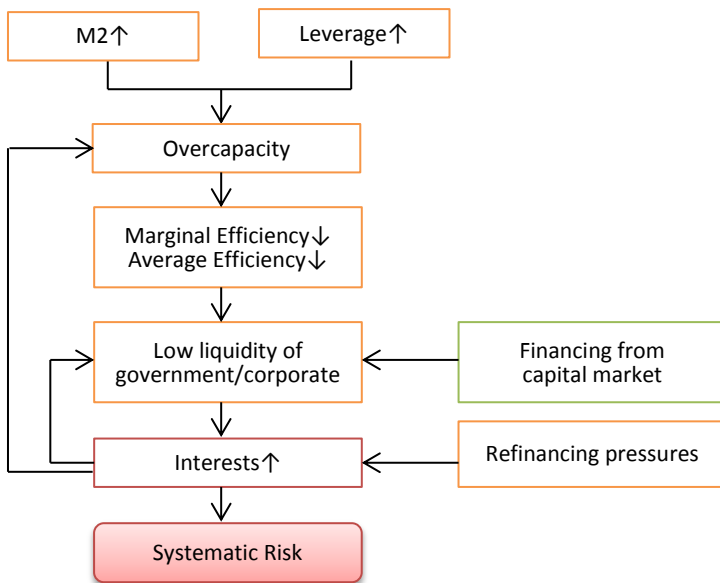 M2↑
Leverage↑
Overcapacity
Marginal Efficiency↓
Average Efficiency↓
Low liquidity of
government/corporate
Financing from
capital market
Interests↑
Refinancing pressures
Systematic Risk